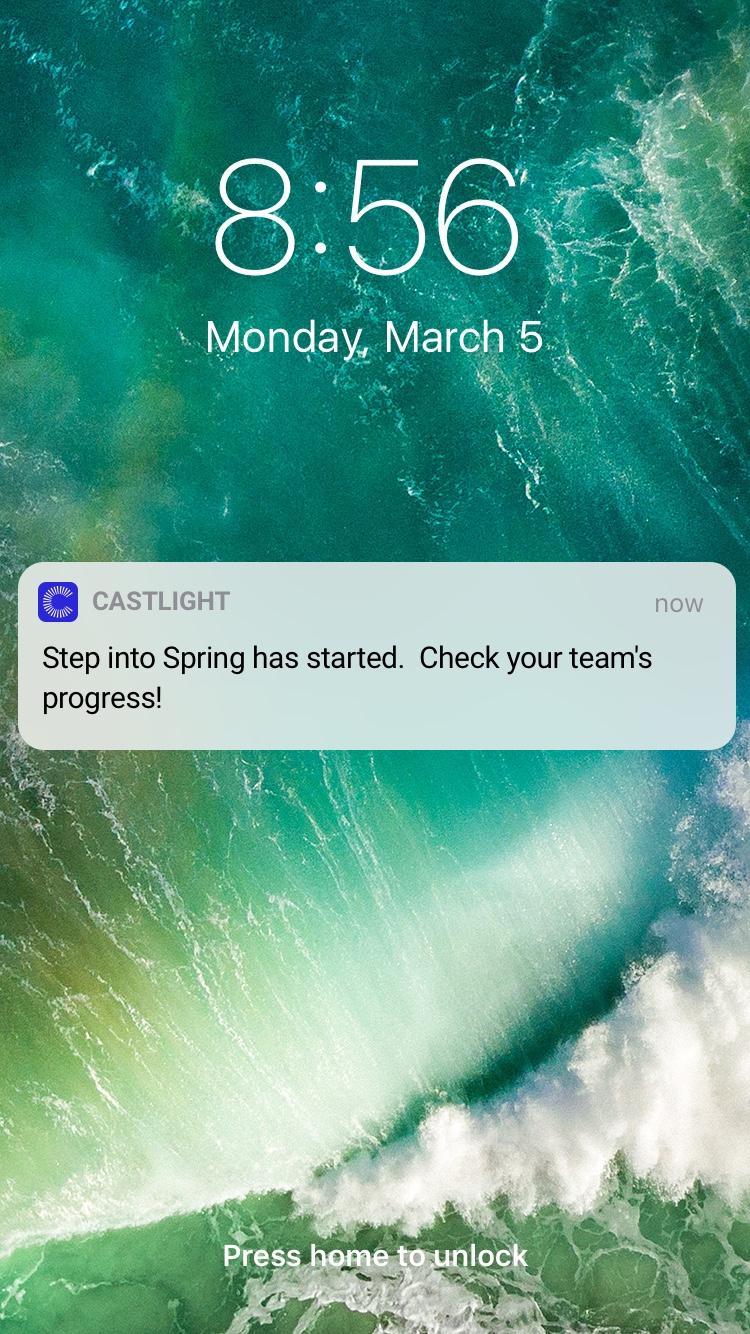 8:56
Monday, March 5
CASTLIGHT now
Step into Spring has started.  Check your team's
progress!
Press home to unlock